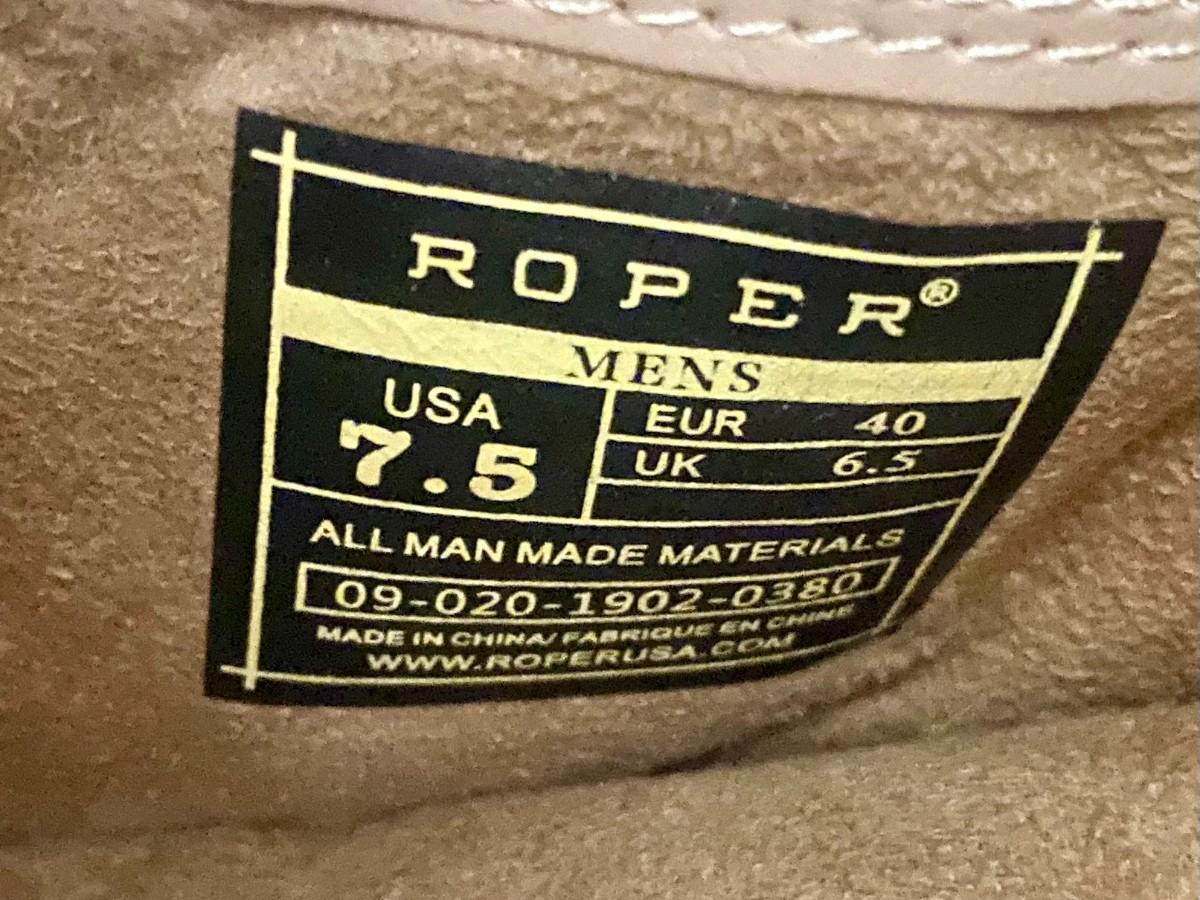 ROPER®
MENS
USA
7.5
EUR 40
UK 6.5
ALL MAN MADE MATERIALS
09-020-1902-0380
MADE IN CHINA/ FABRIQUE EN CHINE
WWW.ROPERUSA.COM